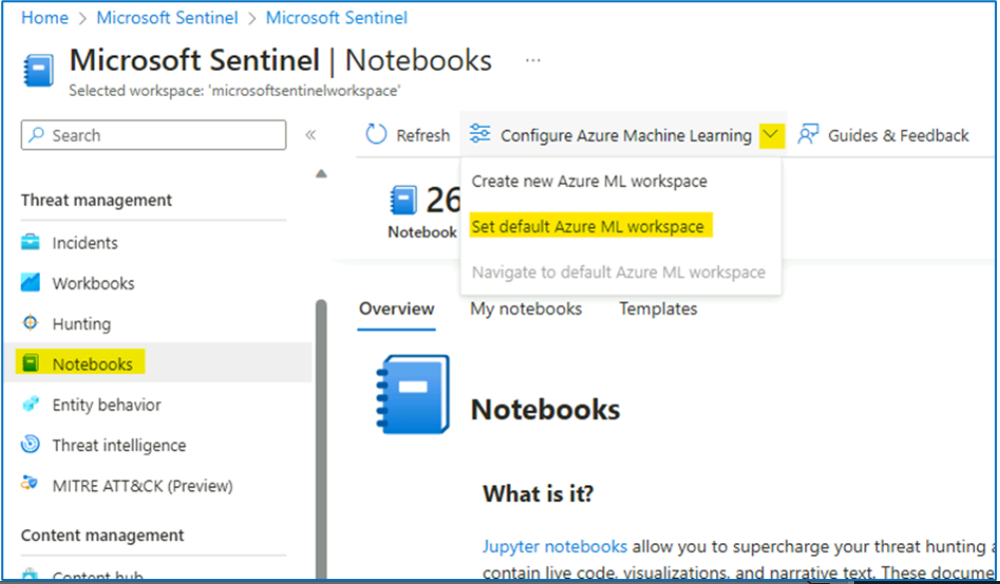 Home > Microsoft Sentinel > Microsoft Sentinel
Microsoft Sentinel | Notebooks ...
Selected workspace: 'microsoftsentinelworkspace'
Search
«
Refresh
Configure Azure Machine Learning
Guides & Feedback
Create new Azure ML workspace
Set default Azure ML workspace
Navigate to default Azure ML workspace
26
Notebook
Threat management
Incidents
Workbooks
Hunting
Notebooks
Entity behavior
Threat intelligence
MITRE ATT&CK (Preview)
Content management
Content hub
Overview
My notebooks
Templates
Notebooks
What is it?
Jupyter notebooks allow you to supercharge your threat hunting a
contain live code, visualizations, and narrative text. These docume